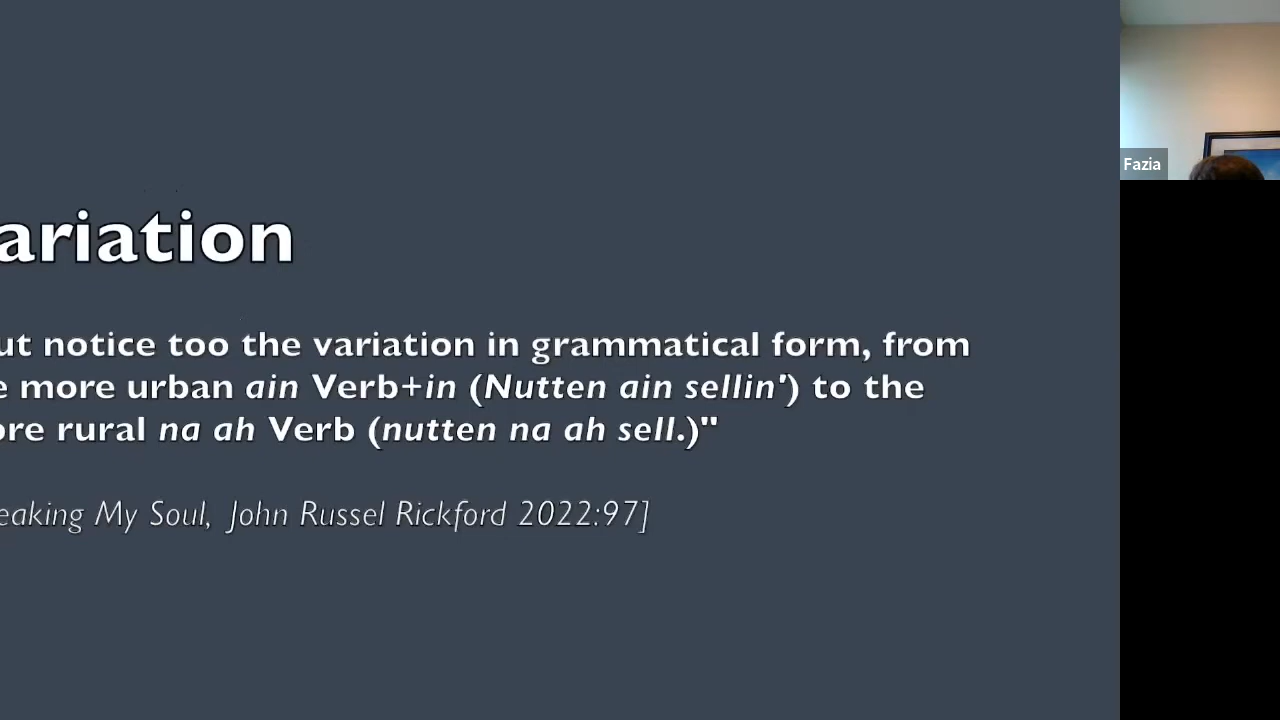 ariation
ut notice too the variation in grammatical form, from
e more urban ain Verb+in (Nutten ain sellin') to the
ore rural na ah Verb (nutten na ah sell.)"
eaking My Soul, John Russel Rickford 2022:97]
Fazia